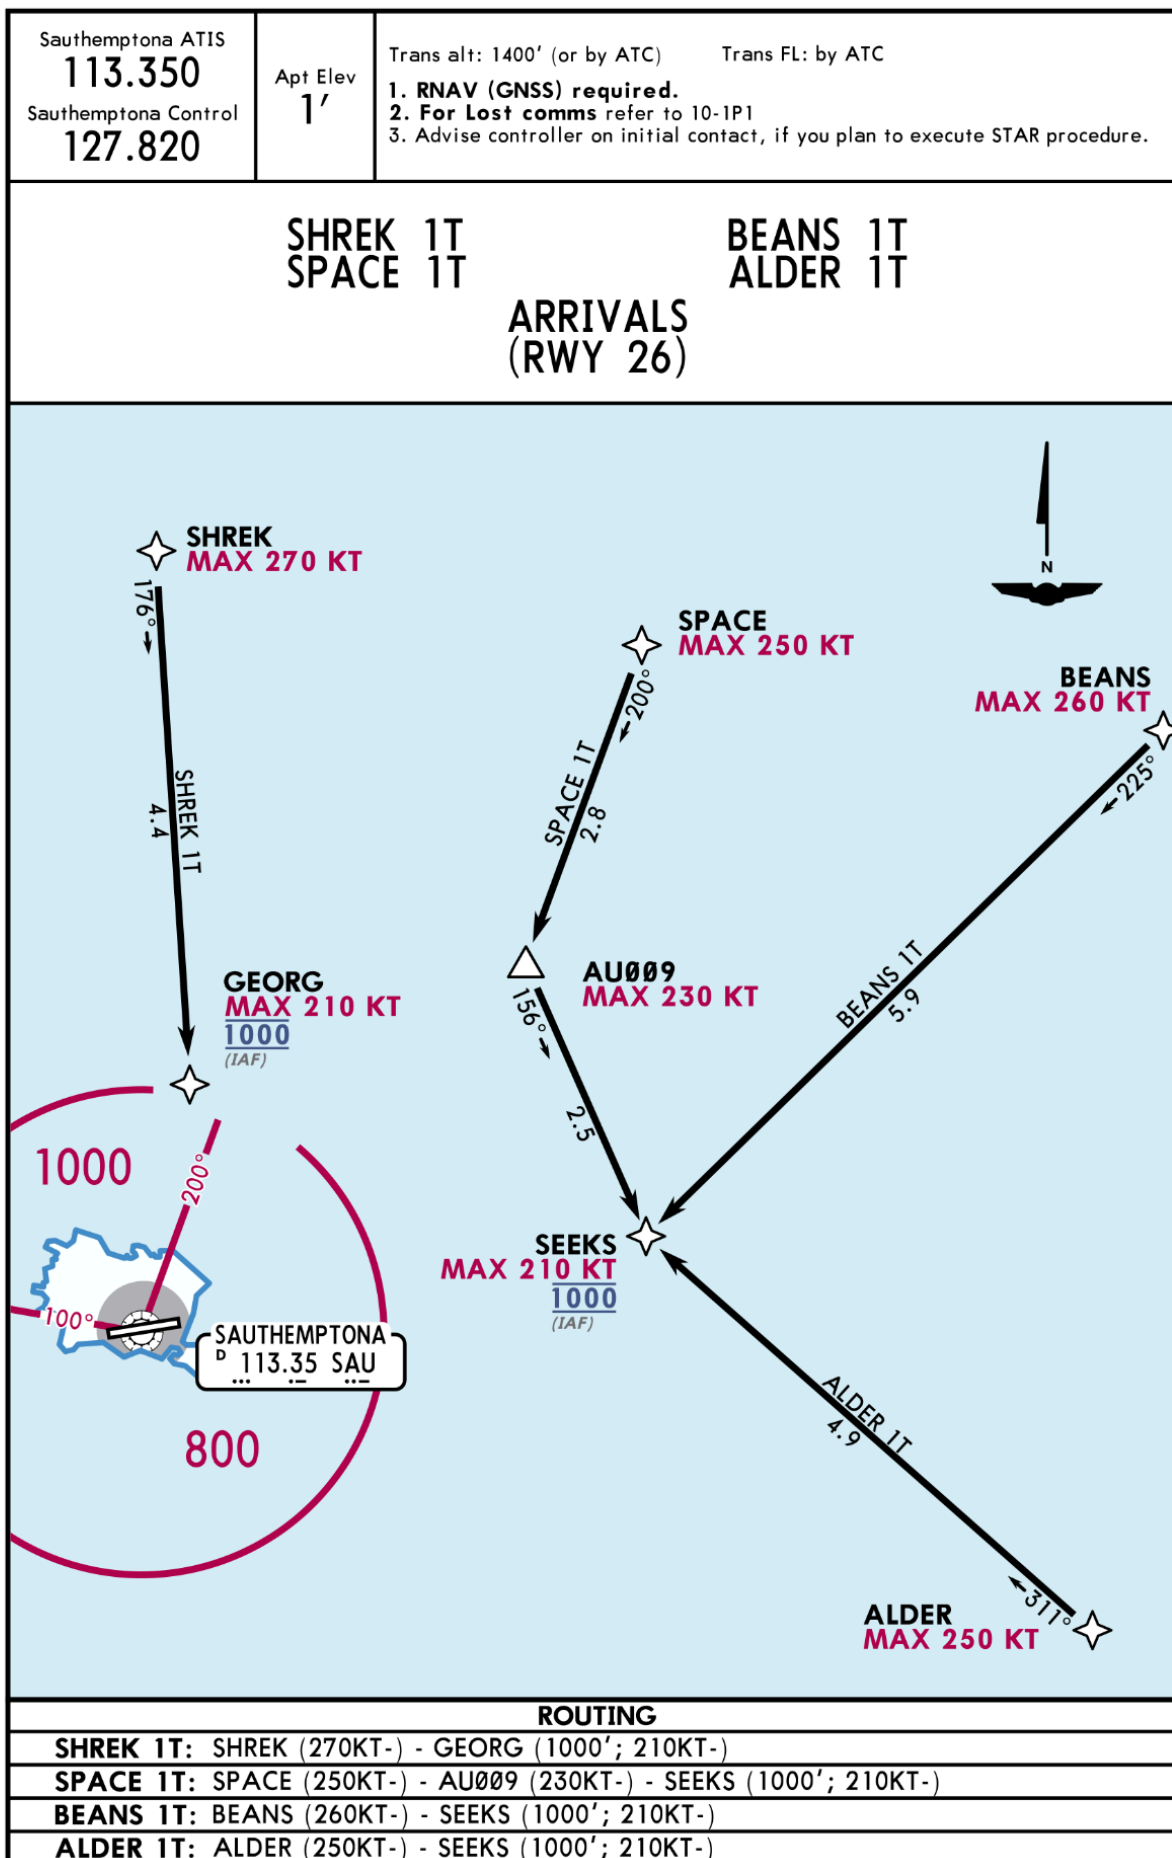 Sauthemptona ATIS
113.350
Sauthemptona Control
127.820
Apt Elev
1'
Trans alt: 1400' (or by ATC) Trans FL: by ATC
1. RNAV (GNSS) required.
2. For Lost comms refer to 10-1P1
3. Advise controller on initial contact, if you plan to execute STAR procedure.
SHREK 1T BEANS 1T
SPACE 1T ALDER 1T
ARRIVALS
(RWY 26)
N
SHREK
MAX 270 KT
176°
SHREK 1T
4.4
SPACE
MAX 250 KT
200°
SPACE 1T
2.8
BEANS
MAX 260 KT
225°
BEANS 1T
5.9
GEORG
MAX 210 KT
1000
(IAF)
AU009
MAX 230 KT
156°
2.5
1000
200°
100°
SEEKS
MAX 210 KT
1000
(IAF)
SAUTHEMPTONA
D 113.35 SAU
800
ALDER 1T
4.9
311°
ALDER
MAX 250 KT
ROUTING
SHREK 1T: SHREK (270KT-) - GEORG (1000'; 210KT-)
SPACE 1T: SPACE (250KT-) - AU009 (230KT-) - SEEKS (1000'; 210KT-)
BEANS 1T: BEANS (260KT-) - SEEKS (1000'; 210KT-)
ALDER 1T: ALDER (250KT-) - SEEKS (1000'; 210KT-)